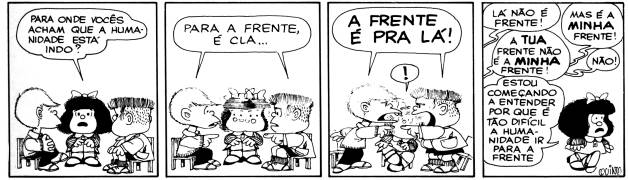 PARA ONDE VOCÊS
ACHAM QUE A HUMA-
NIDADE ESTÁ
INDO?
PARA A FRENTE,
É CLA...
A FRENTE
É PRA LÁ!
!
LÁ NÃO É
FRENTE!
MAS É A
MINHA
FRENTE!
A TUA
FRENTE NÃO
É A MINHA
FRENTE!
NÃO!
ESTOU
COMEÇANDO
A ENTENDER
POR QUE É
TÃO DIFÍCIL
A HUMA-
NIDADE IR
PARA A
FRENTE
QUINO